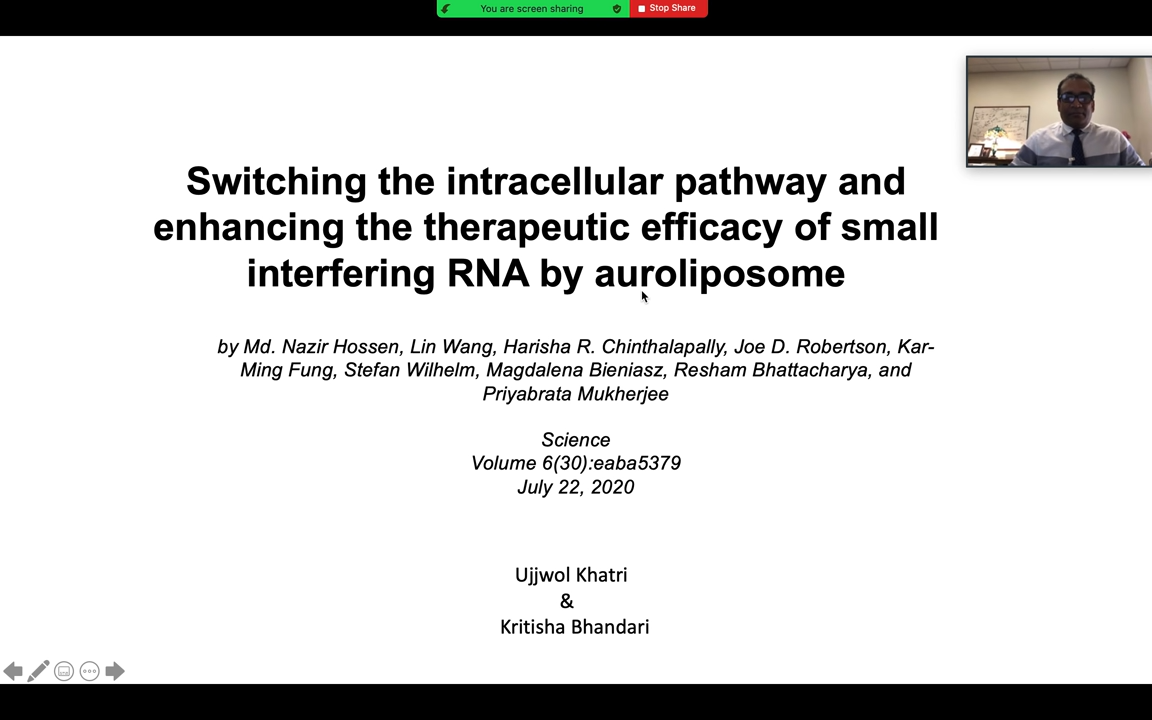 You are screen sharing
Stop Share
Switching the intracellular pathway and
enhancing the therapeutic efficacy of small
interfering RNA by auroliposome
by Md. Nazir Hossen, Lin Wang, Harisha R. Chinthalapally, Joe D. Robertson, Kar-
Ming Fung, Stefan Wilhelm, Magdalena Bieniasz, Resham Bhattacharya, and
Priyabrata Mukherjee
Science
Volume 6(30):eaba5379
July 22, 2020
Ujjwol Khatri
&
Kritisha Bhandari